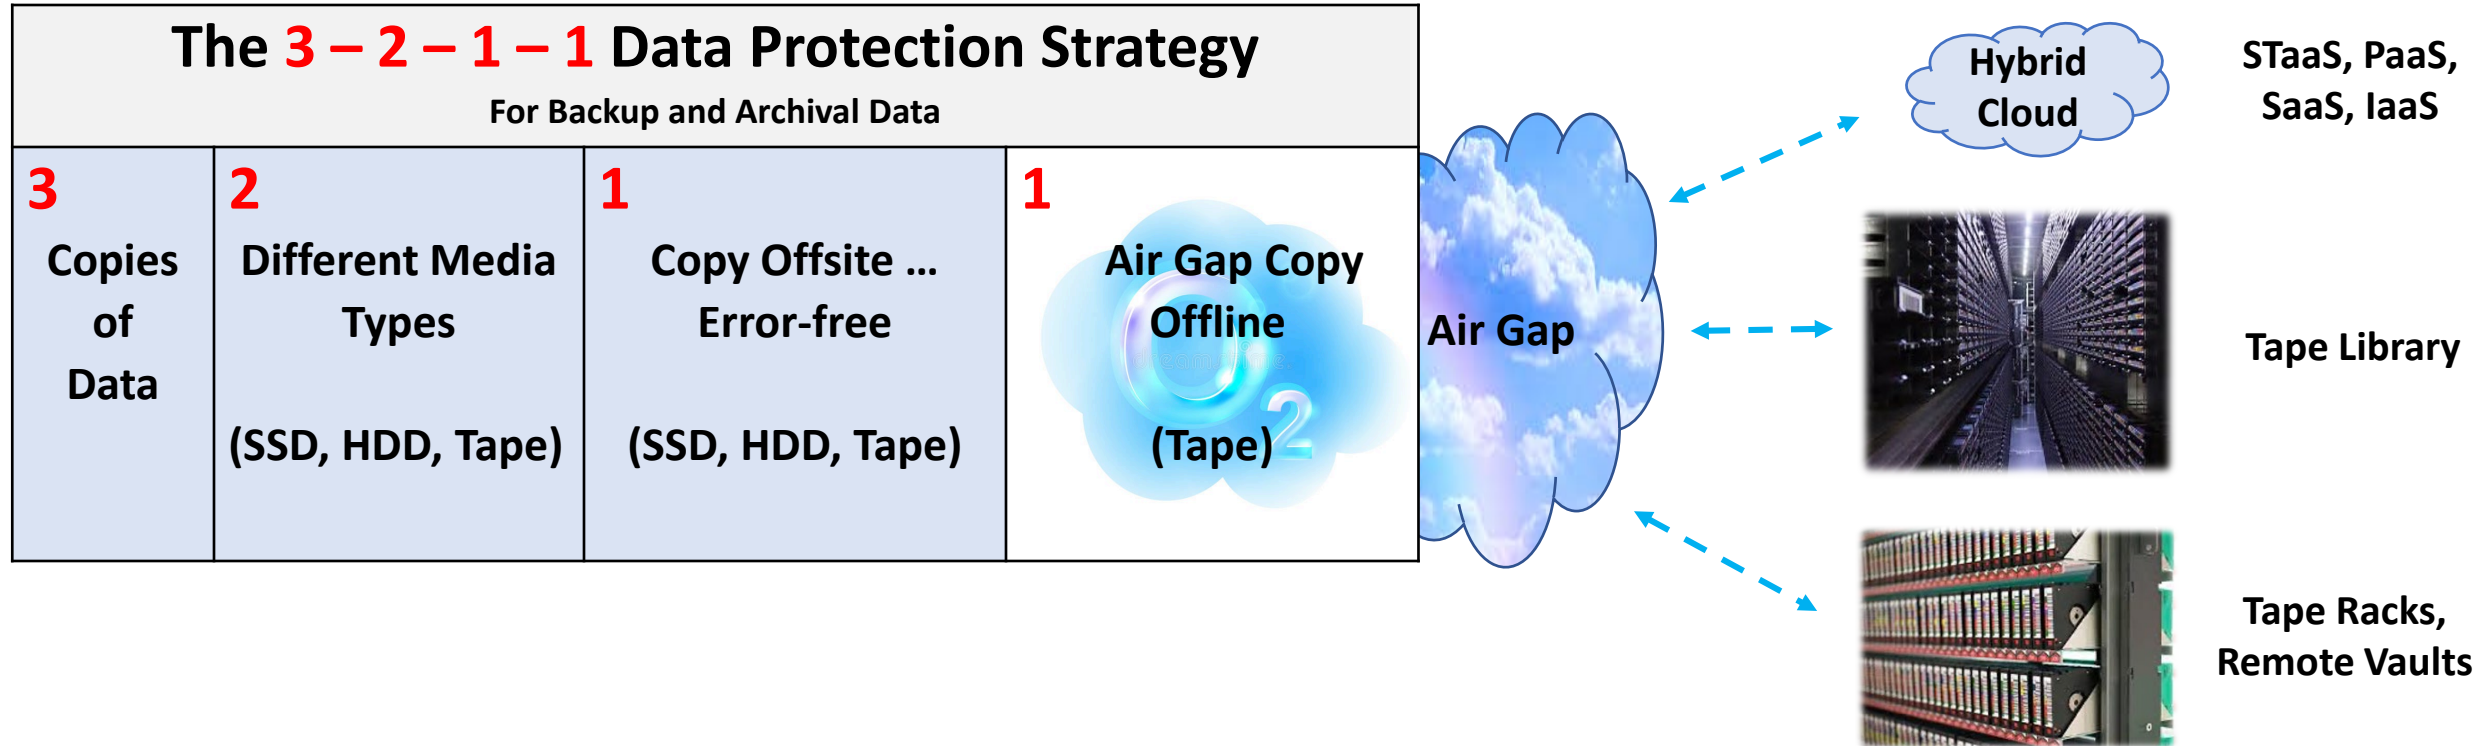 The 3 – 2 – 1 – 1 Data Protection Strategy
For Backup and Archival Data
3
Copies
of
Data
2
Different Media
Types
(SSD, HDD, Tape)
1
Copy Offsite ...
Error-free
(SSD, HDD, Tape)
1
Air Gap Copy
Offline
(Tape)
O2
Air Gap
Hybrid
Cloud
STaaS, PaaS,
SaaS, IaaS
Tape Library
Tape Racks,
Remote Vaults